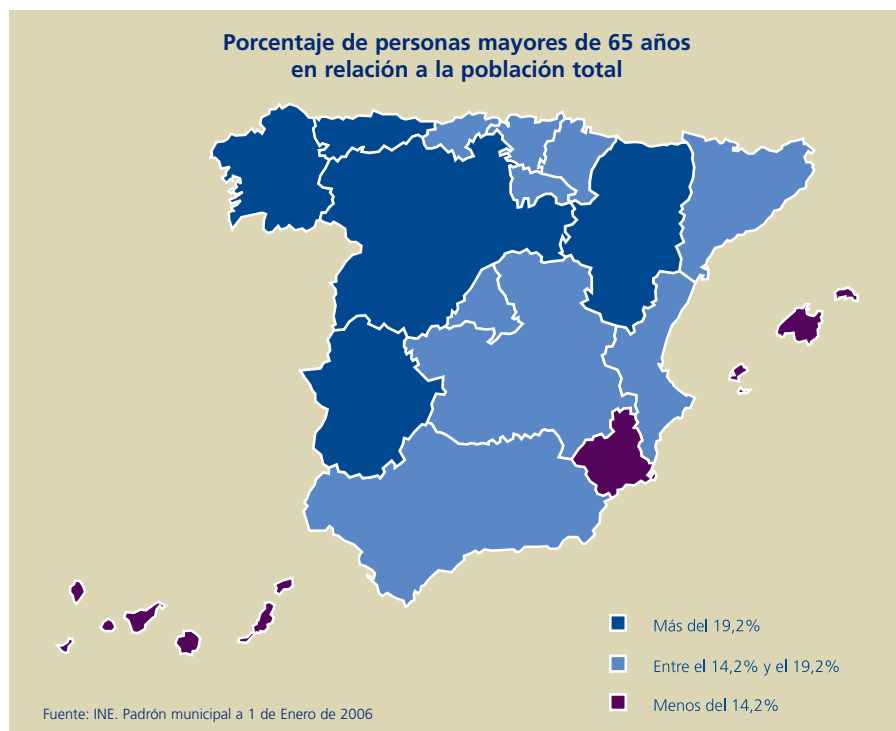 Porcentaje de personas mayores de 65 años
en relación a la población total
Más del 19,2%
Entre el 14,2% y el 19,2%
Menos del 14,2%
Fuente: INE. Padrón municipal a 1 de Enero de 2006